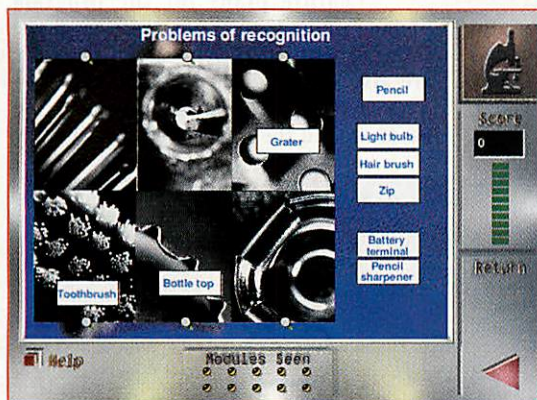 Problems of recognition
Pencil
Score
0
Grater
Light bulb
Hair brush
Zip
Toothbrush
Bottle top
Battery
terminal
Pencil
sharpener
Return
Help
Modules Seen